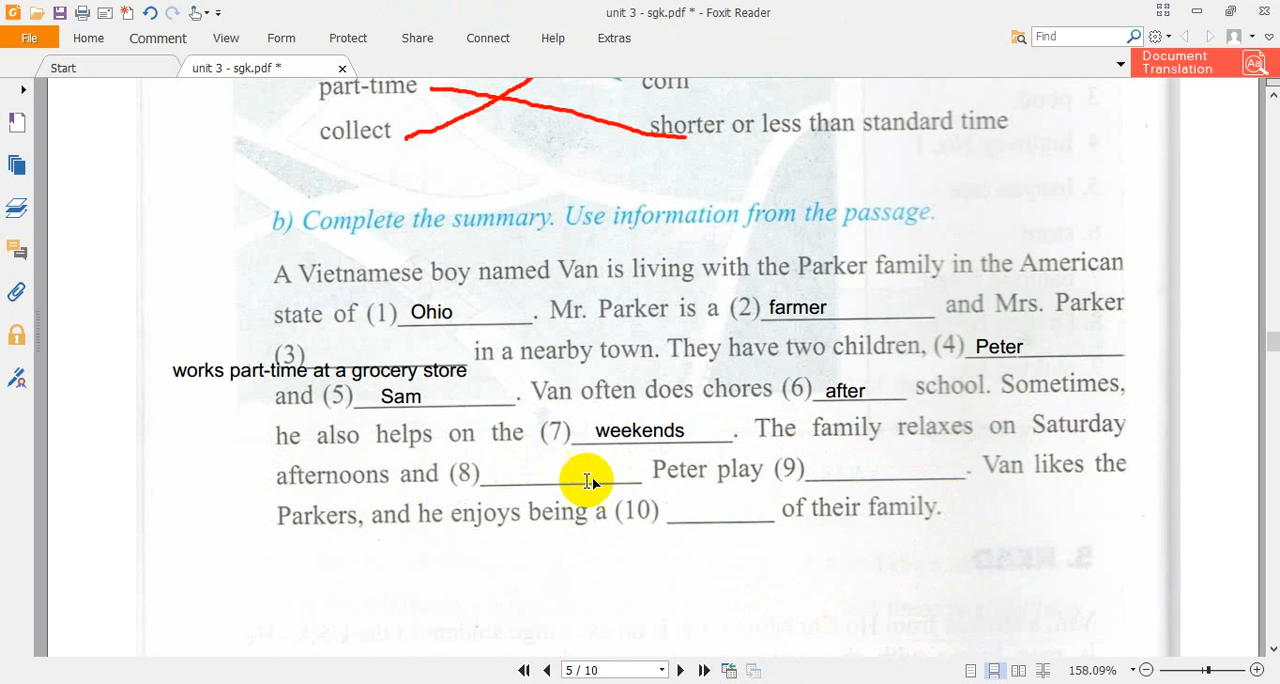 unit 3 - sgk.pdf * - Foxit Reader
File Home Comment View Form Protect Share Connect Help Extras Find
Start unit 3 - sgk.pdf * Document Translation Aa
part-time corn
collect shorter or less than standard time
b) Complete the summary. Use information from the passage.
A Vietnamese boy named Van is living with the Parker family in the American
state of (1) Ohio . Mr. Parker is a (2) farmer and Mrs. Parker
(3) works part-time at a grocery store in a nearby town. They have two children, (4) Peter
and (5) Sam . Van often does chores (6) after school. Sometimes,
he also helps on the (7) weekends . The family relaxes on Saturday
afternoons and (8)____ Peter play (9)____ . Van likes the
Parkers, and he enjoys being a (10) ____ of their family.
5 / 10 158.09%